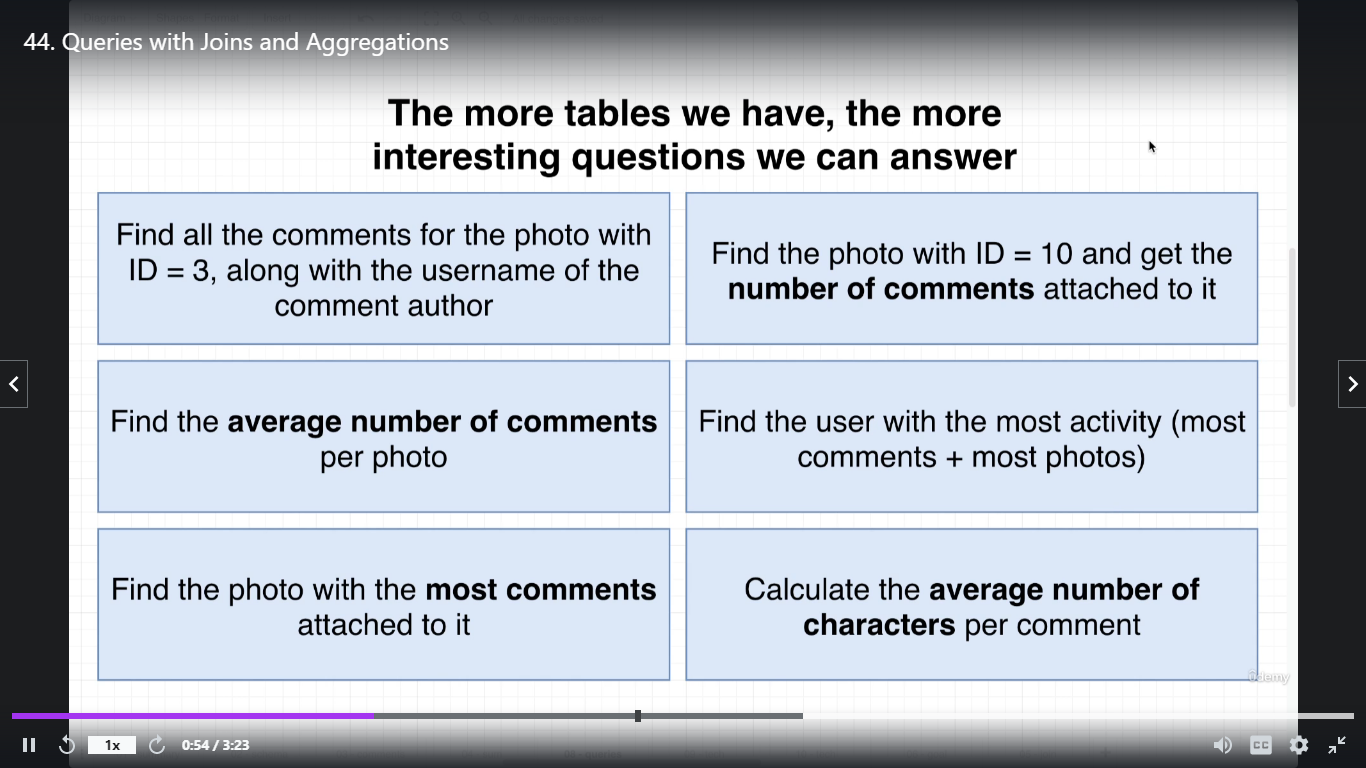 44. Queries with Joins and Aggregations
The more tables we have, the more
interesting questions we can answer
Find all the comments for the photo with
ID = 3, along with the username of the
comment author
Find the photo with ID = 10 and get the
number of comments attached to it
Find the average number of comments
per photo
Find the user with the most activity (most
comments + most photos)
Find the photo with the most comments
attached to it
Calculate the average number of
characters per comment
Udemy
1x
0:54 / 3:23
CC